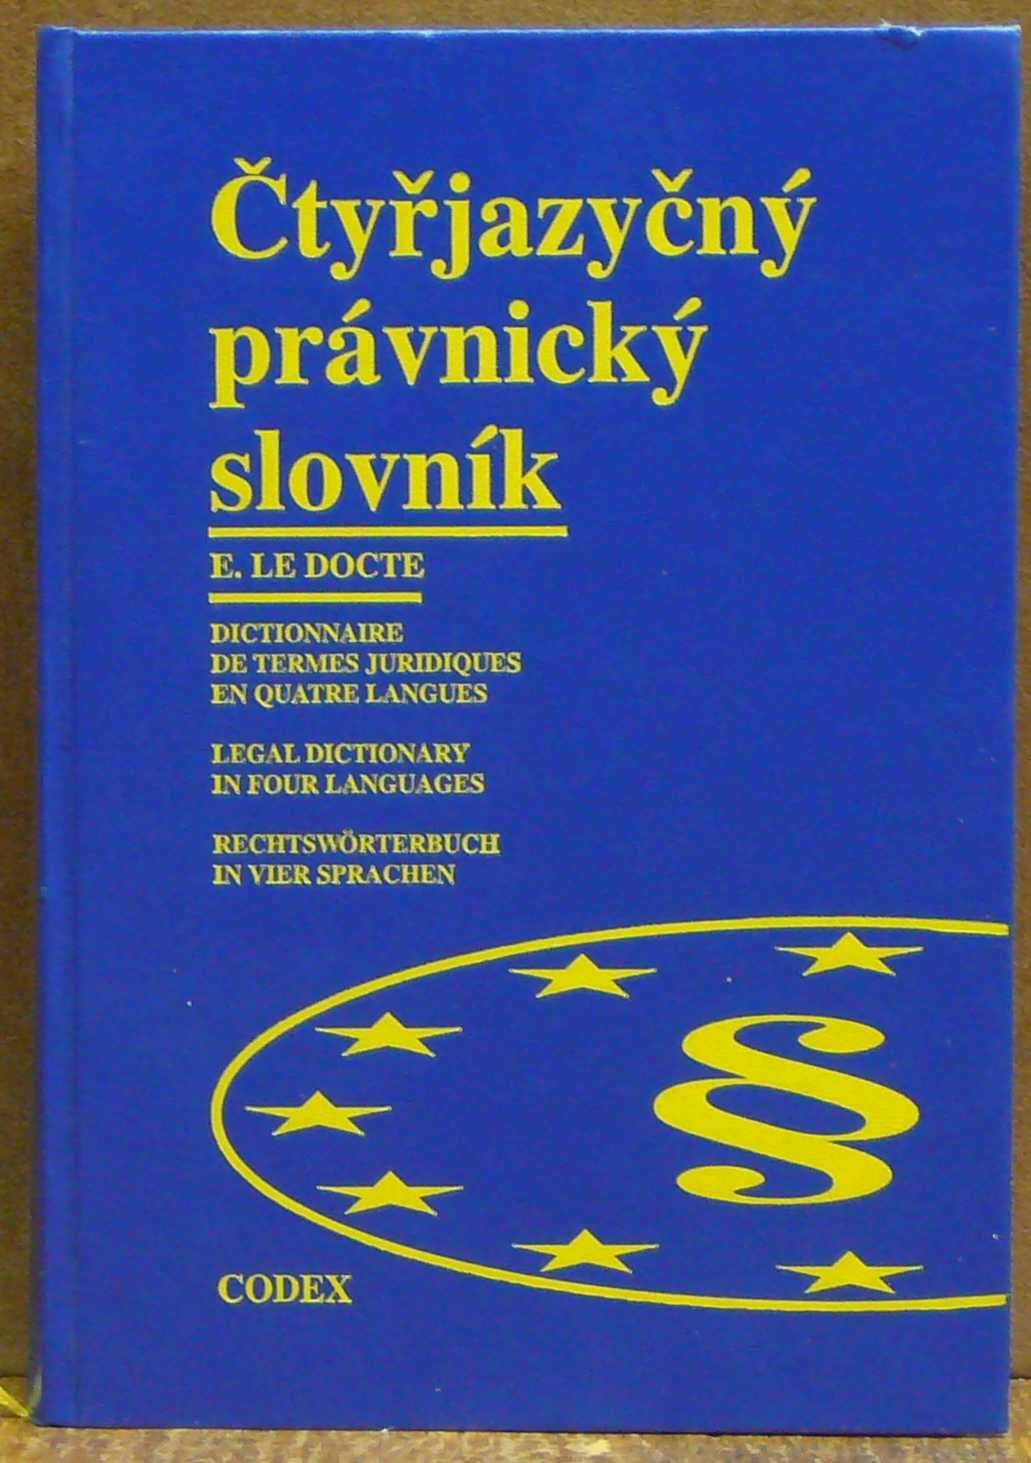 Čtyřjazyčný
právnický
slovník
E. LE DOCTE
DICTIONNAIRE
DE TERMES JURIDIQUES
EN QUATRE LANGUES
LEGAL DICTIONARY
IN FOUR LANGUAGES
RECHTSWÖRTERBUCH
IN VIER SPRACHEN
§
CODEX